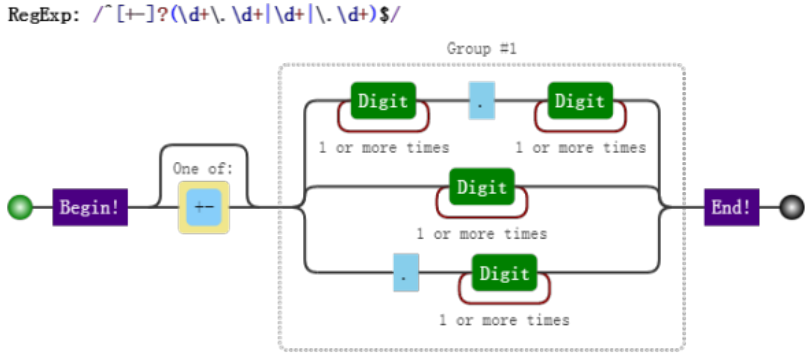 RegExp: /^[+-]?(\d+\.\d+|\d+|\.\d+)$/
Group #1
Digit . Digit
One of:
1 or more times 1 or more times
Digit
Begin! +- End!
1 or more times
. Digit
1 or more times